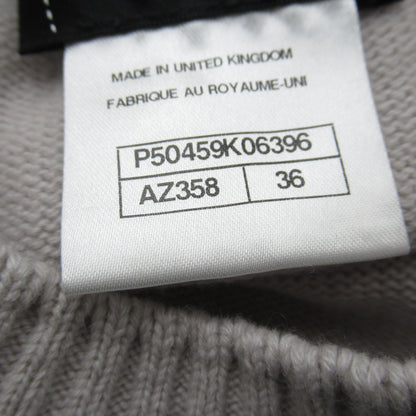 MADE IN UNITED KINGDOM
FABRIQUE AU ROYAUME-UNI
P50459K06396
AZ358 36